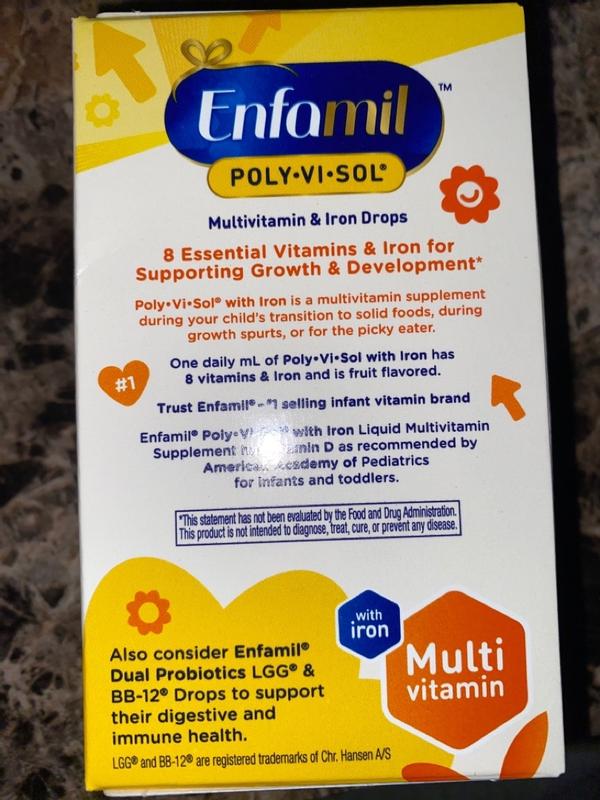 Enfamil™
POLY•VI•SOL®
Multivitamin & Iron Drops
8 Essential Vitamins & Iron for
Supporting Growth & Development*
Poly•Vi•Sol® with Iron is a multivitamin supplement
during your child's transition to solid foods, during
growth spurts, or for the picky eater.
One daily mL of Poly•Vi•Sol with Iron has
8 vitamins & Iron and is fruit flavored.
#1
Trust Enfamil® - #1 selling infant vitamin brand
Enfamil® with Iron Liquid Multivitamin
Supplement D as recommended by
American Academy of Pediatrics
for infants and toddlers.
*This statement has not been evaluated by the Food and Drug Administration.
This product is not intended to diagnose, treat, cure, or prevent any disease.
with
iron
Multi
vitamin
Also consider Enfamil®
Dual Probiotics LGG® &
BB-12® Drops to support
their digestive and
immune health.
LGG® and BB-12® are registered trademarks of Chr. Hansen A/S